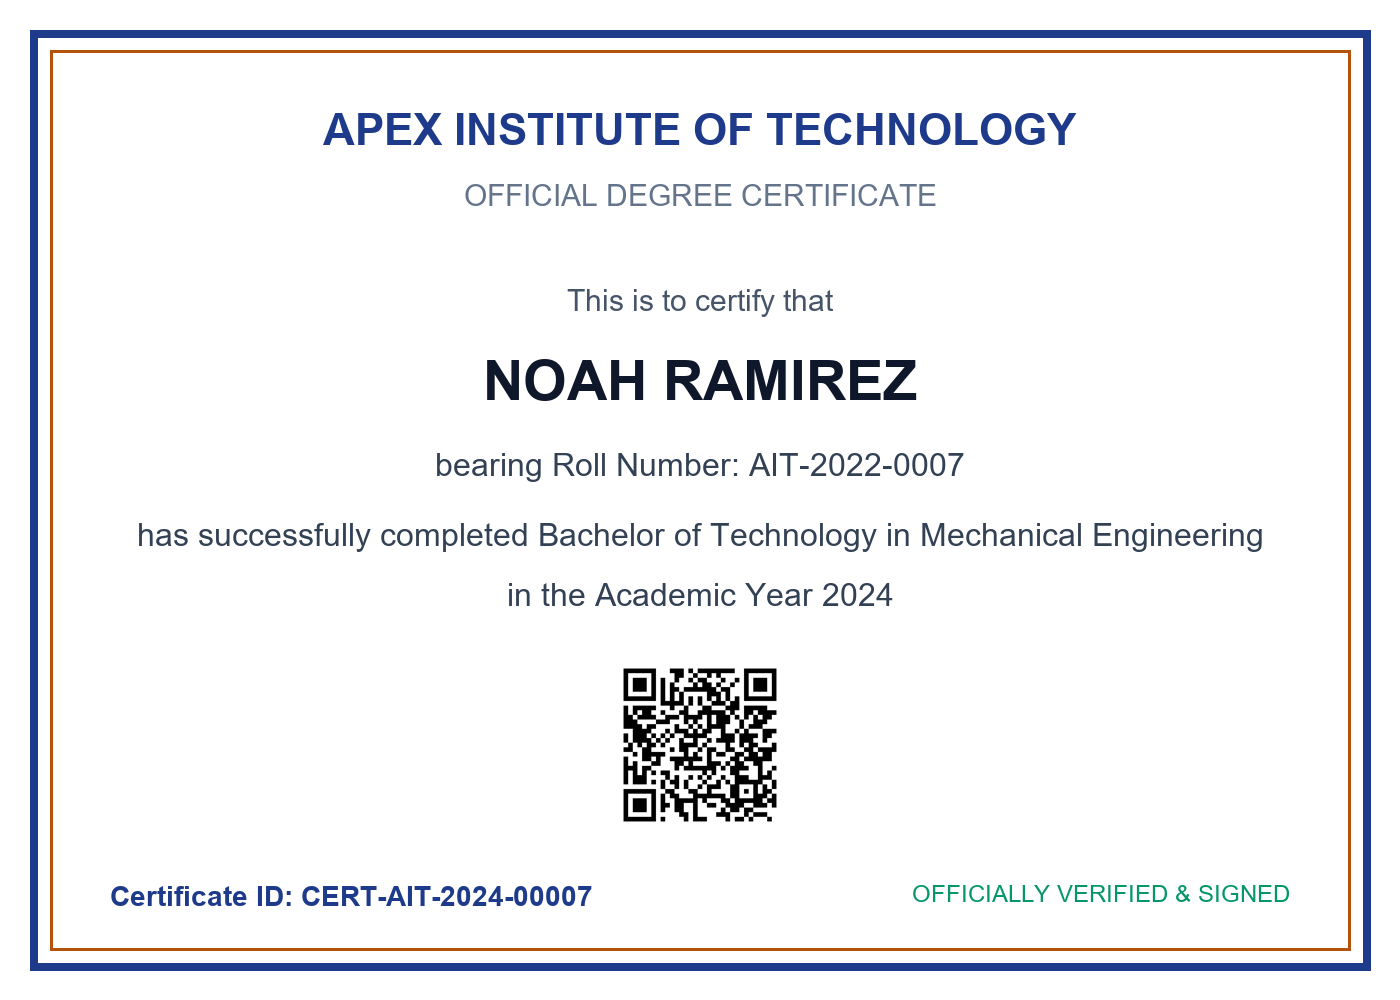 APEX INSTITUTE OF TECHNOLOGY
OFFICIAL DEGREE CERTIFICATE
This is to certify that
NOAH RAMIREZ
bearing Roll Number: AIT-2022-0007
has successfully completed Bachelor of Technology in Mechanical Engineering
in the Academic Year 2024
Certificate ID: CERT-AIT-2024-00007
OFFICIALLY VERIFIED & SIGNED